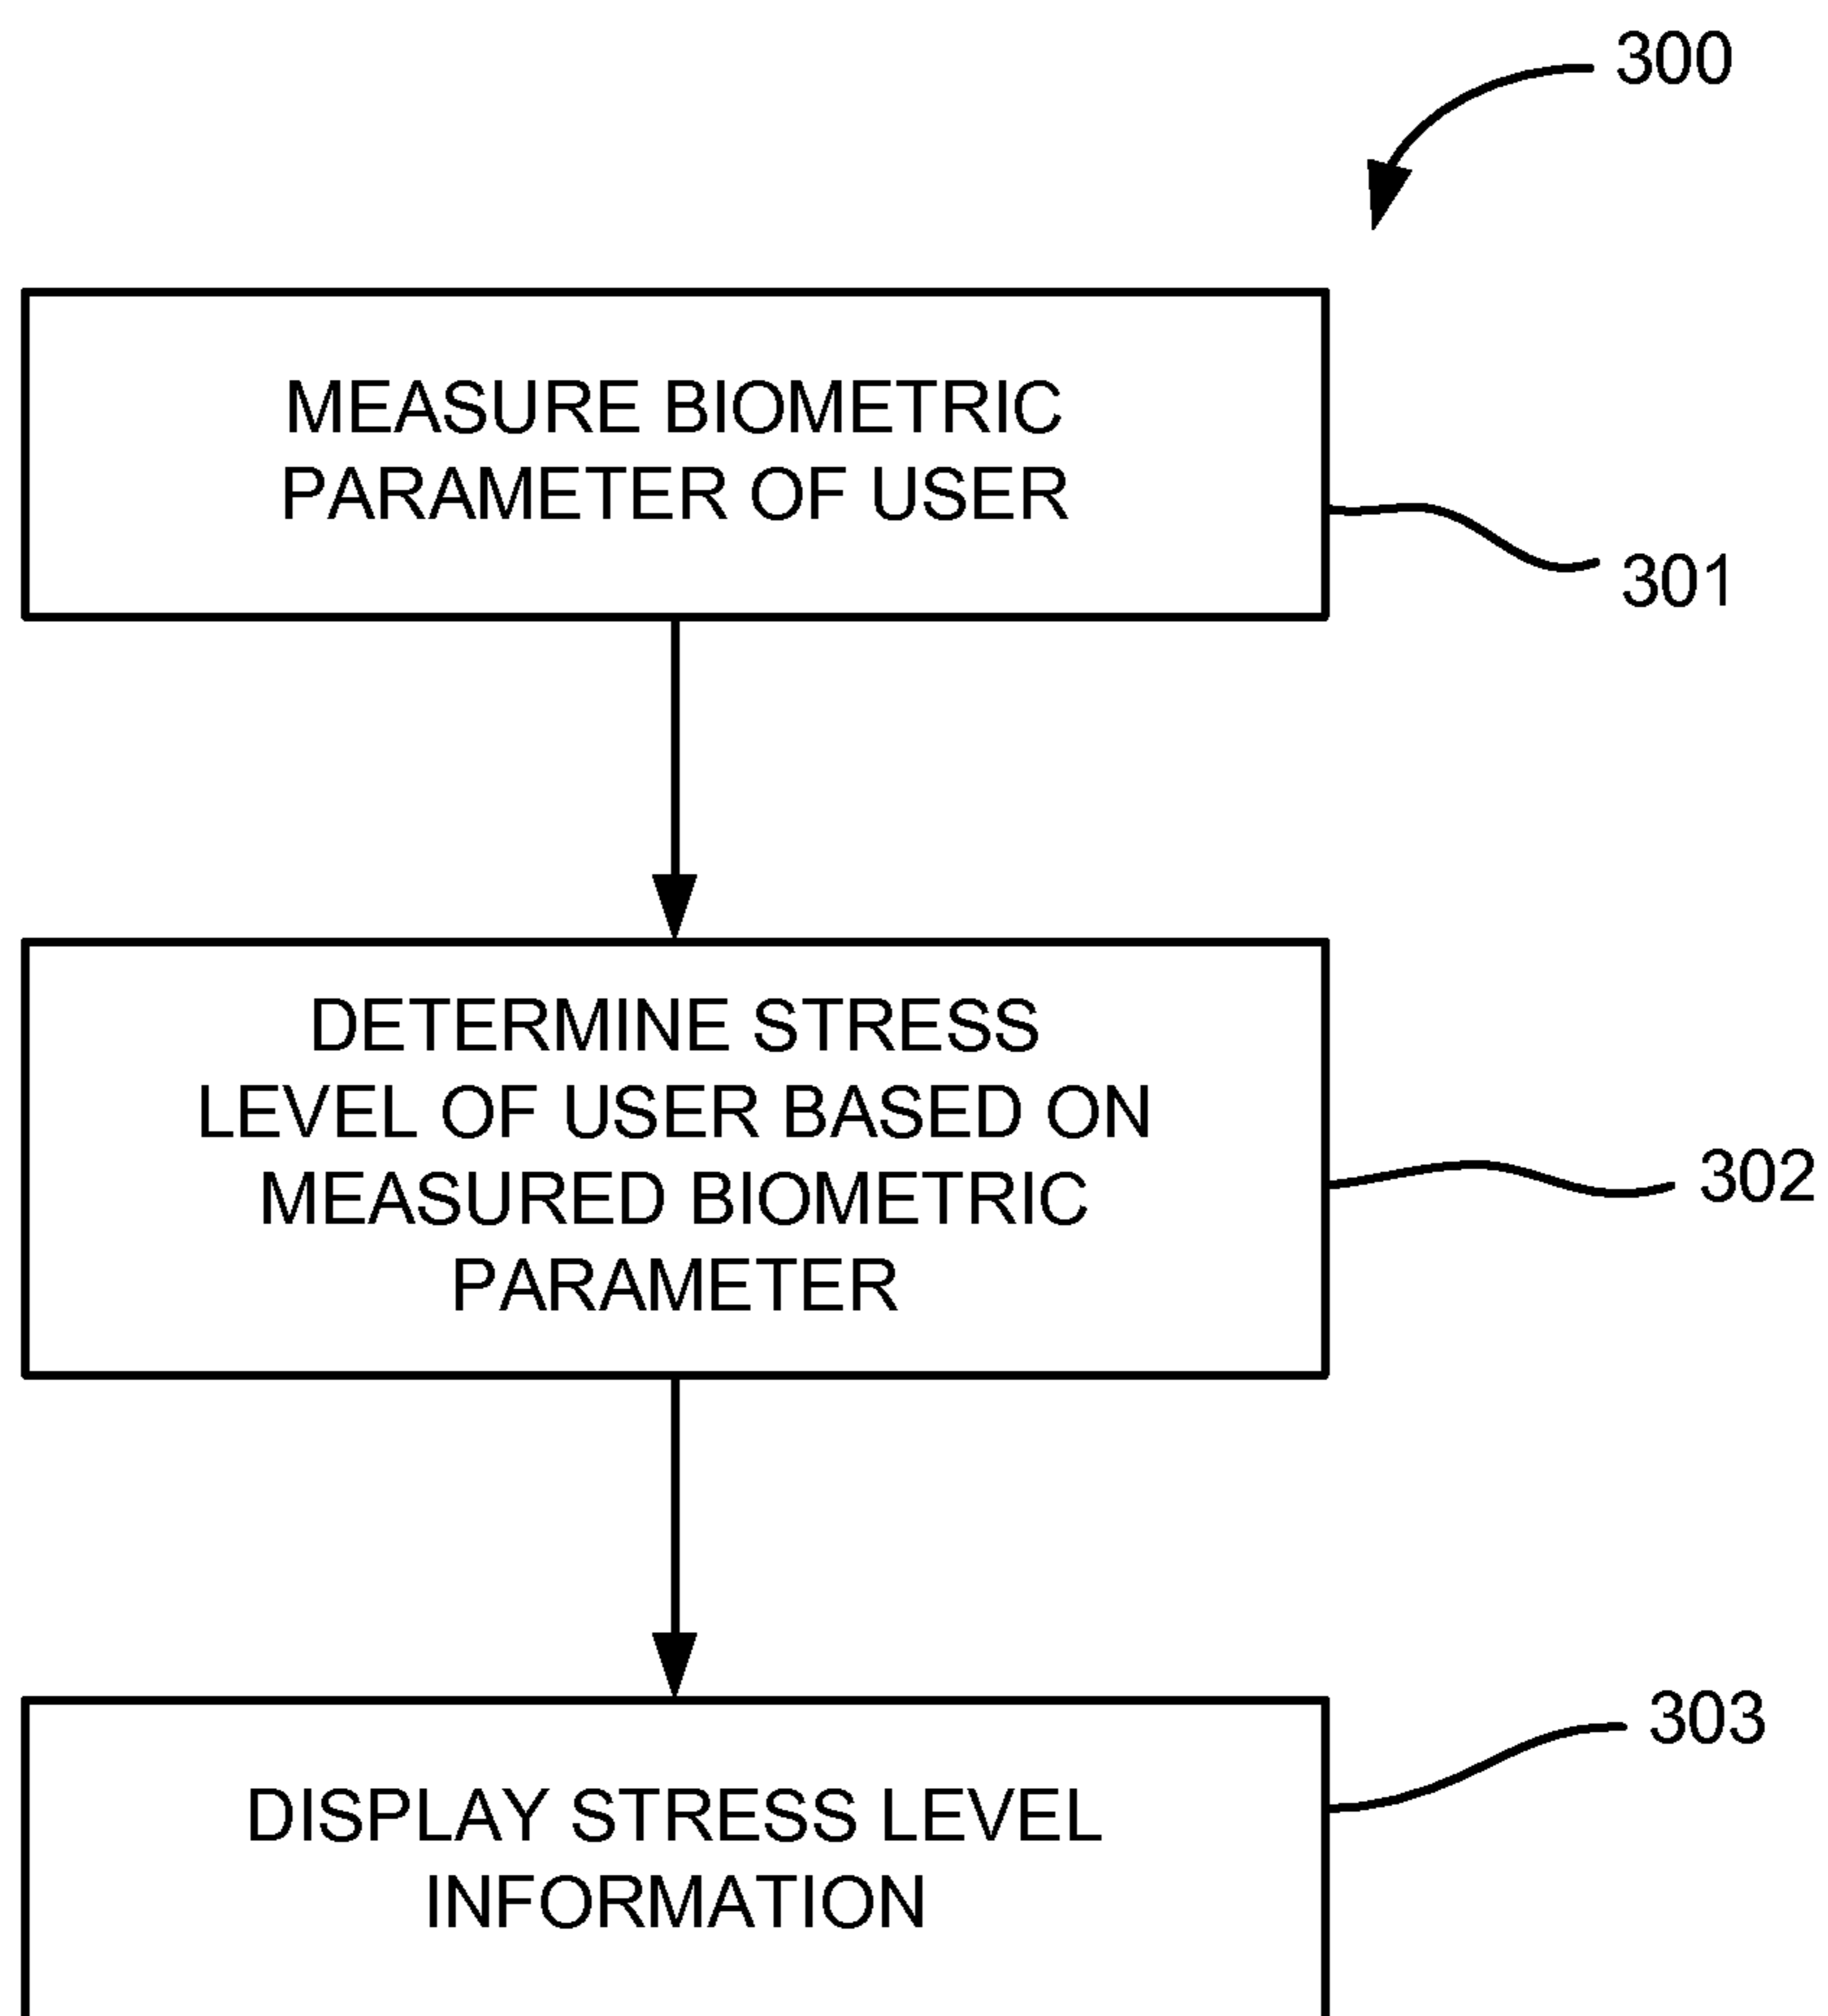 300
MEASURE BIOMETRIC
PARAMETER OF USER
301
DETERMINE STRESS
LEVEL OF USER BASED ON
MEASURED BIOMETRIC
PARAMETER
302
303
DISPLAY STRESS LEVEL
INFORMATION